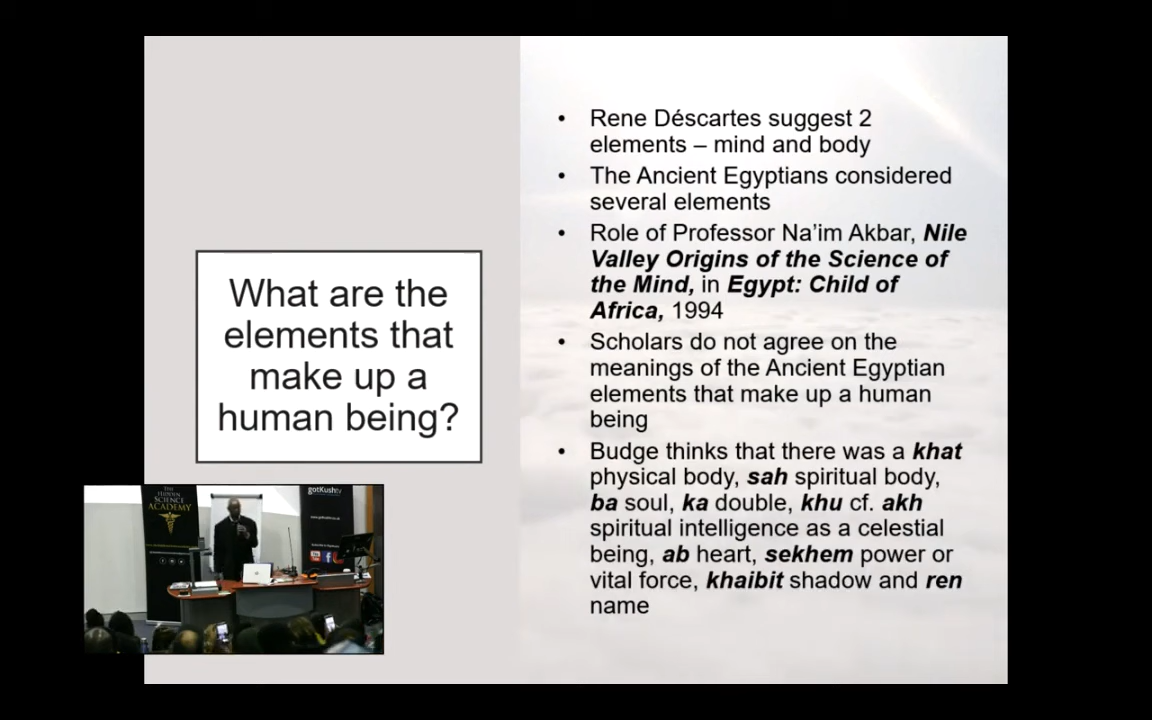 What are the
elements that
make up a
human being?
• Rene Déscartes suggest 2
elements – mind and body
• The Ancient Egyptians considered
several elements
• Role of Professor Na’im Akbar, Nile
Valley Origins of the Science of
the Mind, in Egypt: Child of
Africa, 1994
• Scholars do not agree on the
meanings of the Ancient Egyptian
elements that make up a human
being
• Budge thinks that there was a khat
physical body, sah spiritual body,
ba soul, ka double, khu cf. akh
spiritual intelligence as a celestial
being, ab heart, sekhem power or
vital force, khaibit shadow and ren
name
THE
HIDDEN
SCIENCE
ACADEMY
gotKushtv